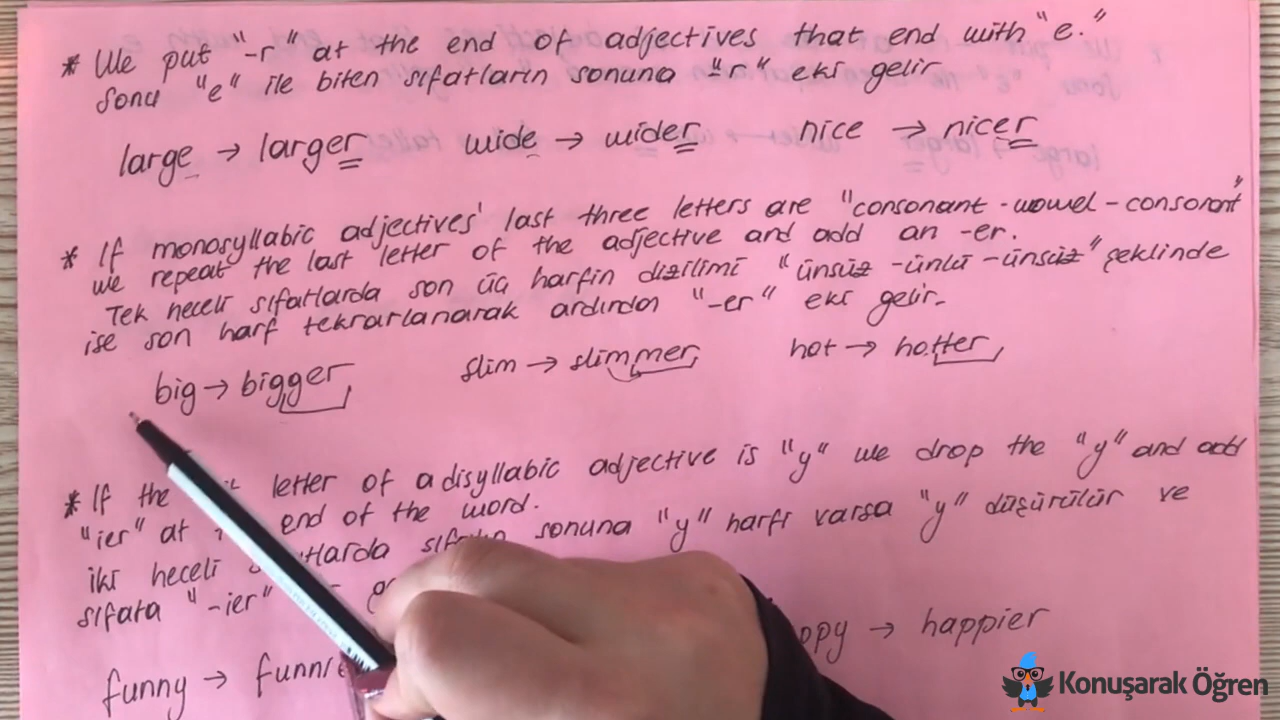 * We put "-r" at the end of adjectives that end with "e."
Sonu "e" ile biten sıfatların sonuna "-r" eki gelir
large → larger wide → wider nice → nicer
* If monosyllabic adjectives' last three letters are "consonant - wowel - consonant"
we repeat the last letter of the adjective and add an -er.
Tek heceli sıfatlarda son üç harfin dizilimi "ünsüz - ünlü - ünsüz" şeklinde
ise son harf tekrarlanarak ardından "-er" eki gelir.
big → bigger slim → slimmer hot → hotter
* If the letter of a disyllabic adjective is "y" we drop the "y" and add
"ier" at end of the word.
iki heceli sonuna "y" harfi varsa "y" düşürülür ve
sıfata "-ier"
funny → → happier
Konuşarak Öğren